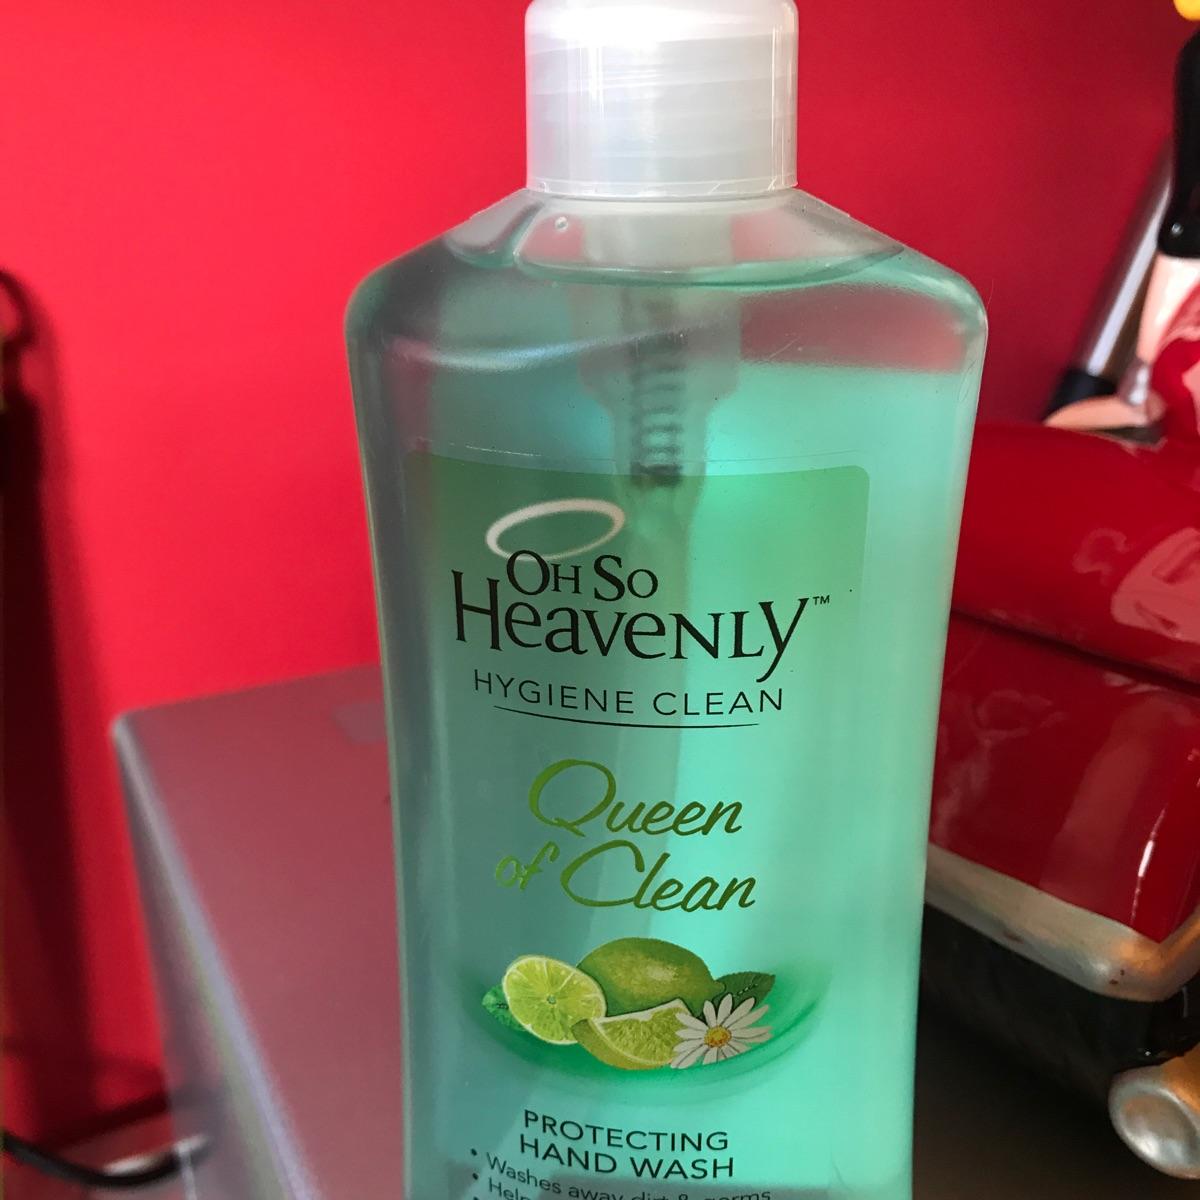 Oh So
Heavenly™
HYGIENE CLEAN
Queen
of Clean
PROTECTING
HAND WASH
• Washes away dirt & germs